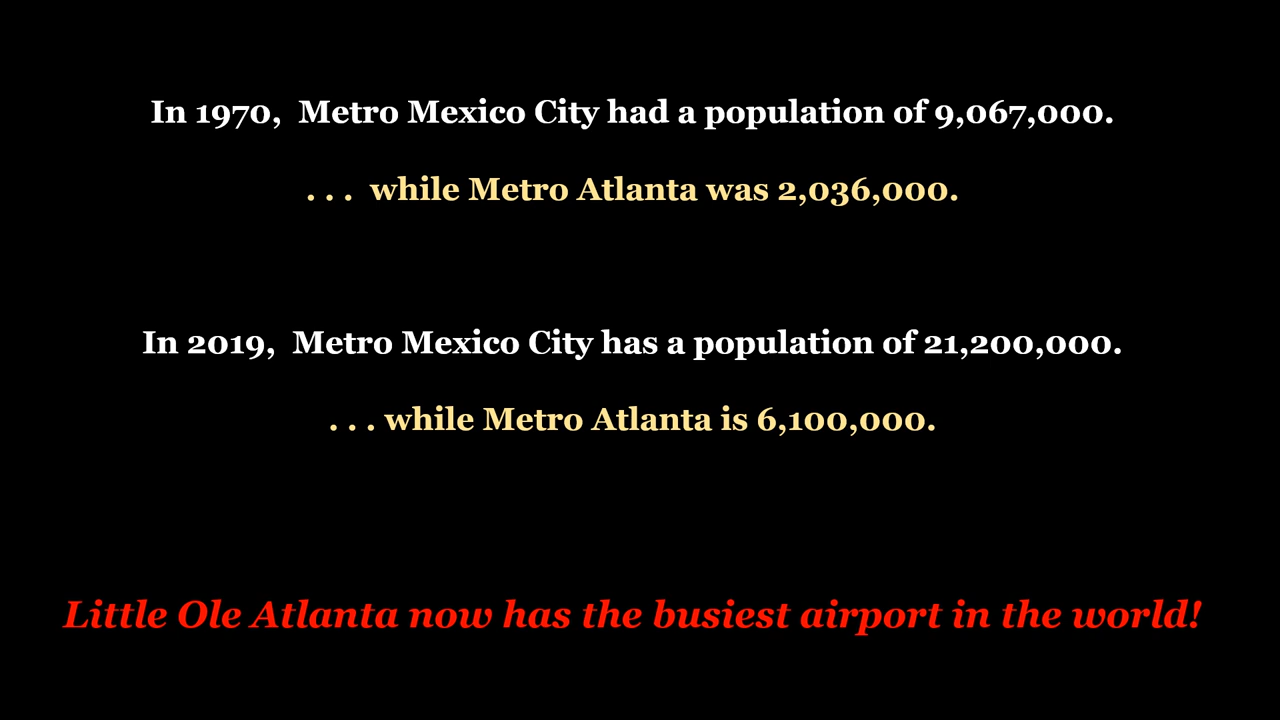 In 1970,  Metro Mexico City had a population of 9,067,000.
. . .  while Metro Atlanta was 2,036,000.
In 2019,  Metro Mexico City has a population of 21,200,000.
. . . while Metro Atlanta is 6,100,000.
Little Ole Atlanta now has the busiest airport in the world!